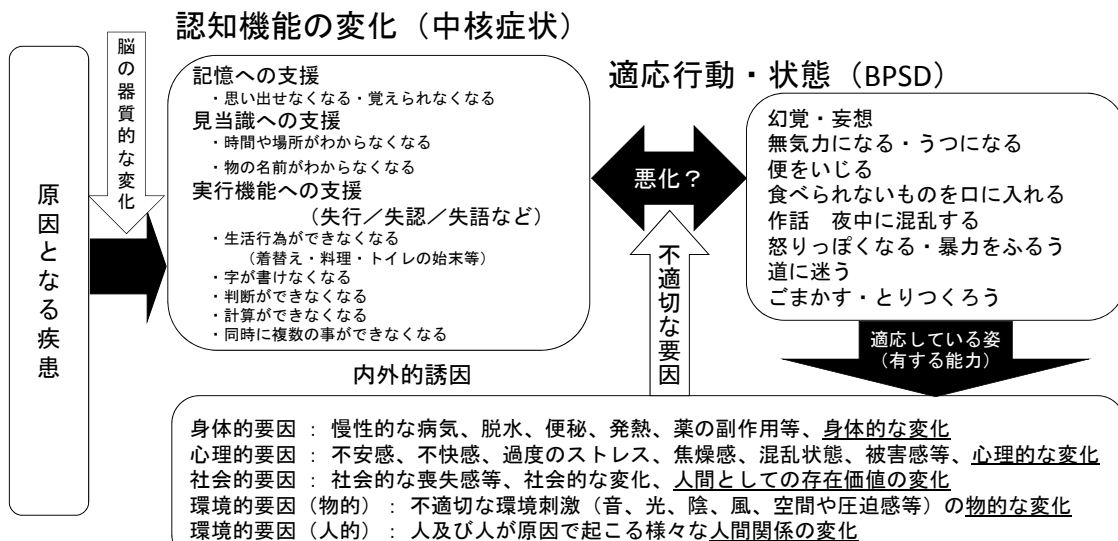 認知機能の変化（中核症状）
脳の器質的な変化
原因となる疾患
記憶への支援
・思い出せなくなる・覚えられなくなる
見当識への支援
・時間や場所がわからなくなる
・物の名前がわからなくなる
実行機能への支援
（失行／失認／失語など）
・生活行為ができなくなる
（着替え・料理・トイレの始末等）
・字が書けなくなる
・判断ができなくなる
・計算ができなくなる
・同時に複数の事ができなくなる
適応行動・状態（BPSD）
悪化？
不適切な要因
幻覚・妄想
無気力になる・うつになる
便をいじる
食べられないものを口に入れる
作話　夜中に混乱する
怒りっぽくなる・暴力をふるう
道に迷う
ごまかす・とりつくろう
適応している姿
（有する能力）
内外的誘因
身体的要因 ： 慢性的な病気、脱水、便秘、発熱、薬の副作用等、身体的な変化
心理的要因 ： 不安感、不快感、過度のストレス、焦燥感、混乱状態、被害感等、心理的な変化
社会的要因 ： 社会的な喪失感等、社会的な変化、人間としての存在価値の変化
環境的要因（物的） ： 不適切な環境刺激（音、光、陰、風、空間や圧迫感等）の物的な変化
環境的要因（人的） ： 人及び人が原因で起こる様々な人間関係の変化